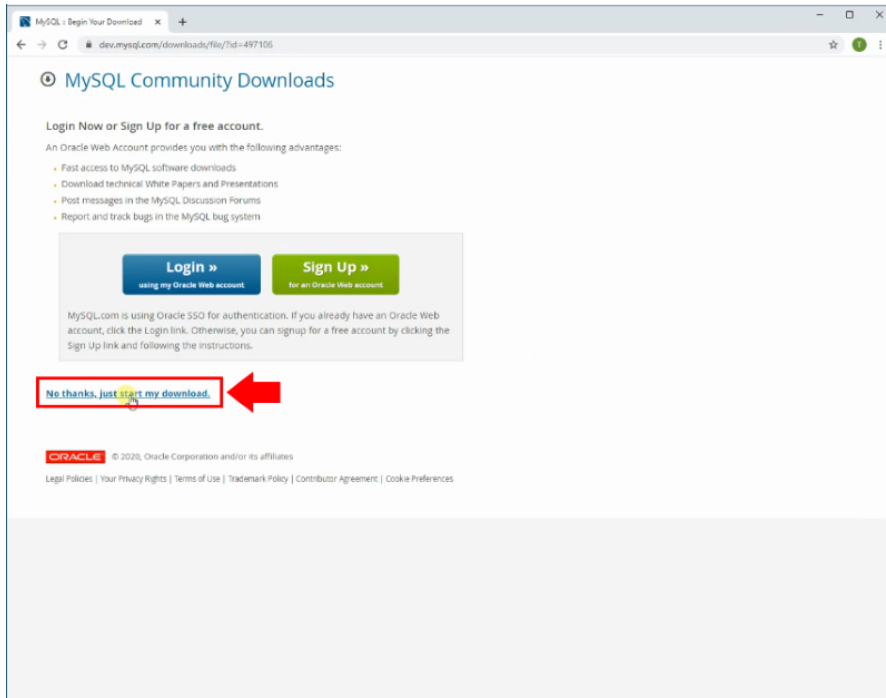 MySQL :: Begin Your Download
dev.mysql.com/downloads/file/?id=497106
T
MySQL Community Downloads
Login Now or Sign Up for a free account.
An Oracle Web Account provides you with the following advantages:
Fast access to MySQL software downloads
Download technical White Papers and Presentations
Post messages in the MySQL Discussion Forums
Report and track bugs in the MySQL bug system
Login »
using my Oracle Web account
Sign Up »
for an Oracle Web account
MySQL.com is using Oracle SSO for authentication. If you already have an Oracle Web
account, click the Login link. Otherwise, you can signup for a free account by clicking the
Sign Up link and following the instructions.
No thanks, just start my download.
ORACLE © 2020, Oracle Corporation and/or its affiliates
Legal Policies | Your Privacy Rights | Terms of Use | Trademark Policy | Contributor Agreement | Cookie Preferences